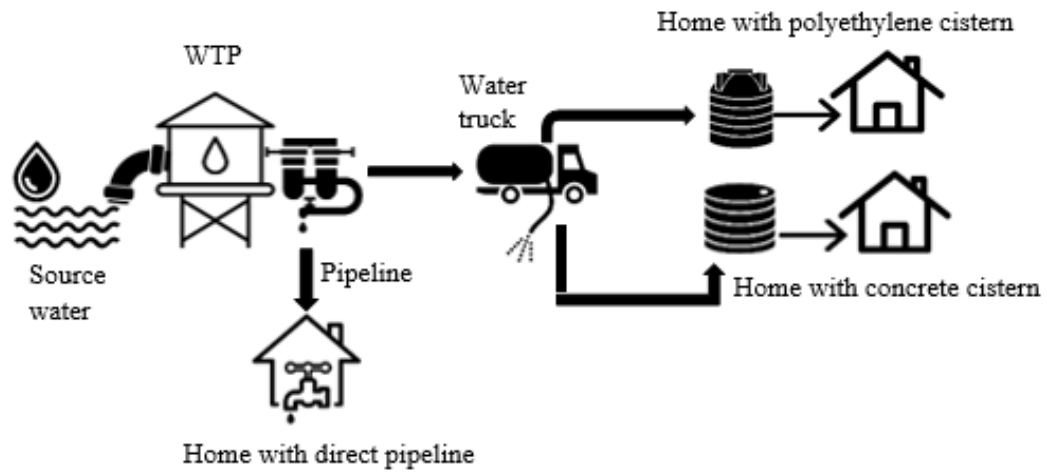 Home with polyethylene cistern
WTP
Water
truck
Source
water
Pipeline
Home with concrete cistern
Home with direct pipeline